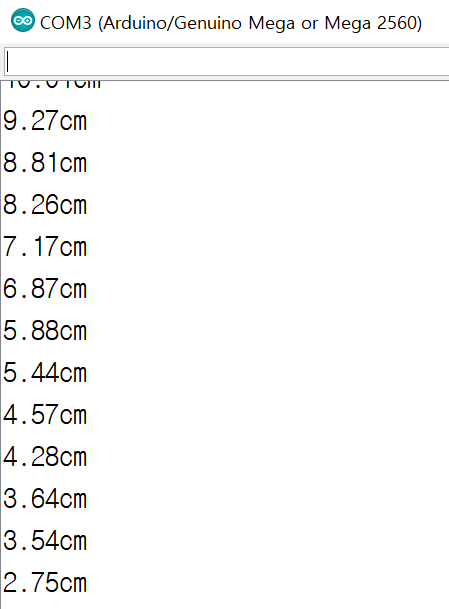 COM3 (Arduino/Genuino Mega or Mega 2560)
9.27cm
8.81cm
8.26cm
7.17cm
6.87cm
5.88cm
5.44cm
4.57cm
4.28cm
3.64cm
3.54cm
2.75cm